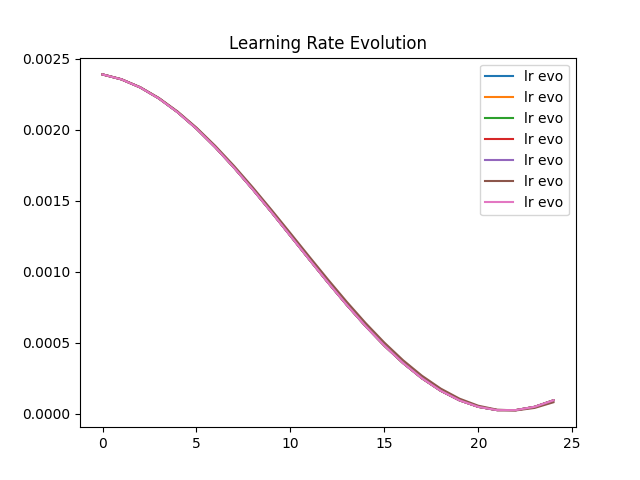 Learning Rate Evolution
0.0025
0.0020
0.0015
0.0010
0.0005
0.0000
0
5
10
15
20
25
lr evo
lr evo
lr evo
lr evo
lr evo
lr evo
lr evo